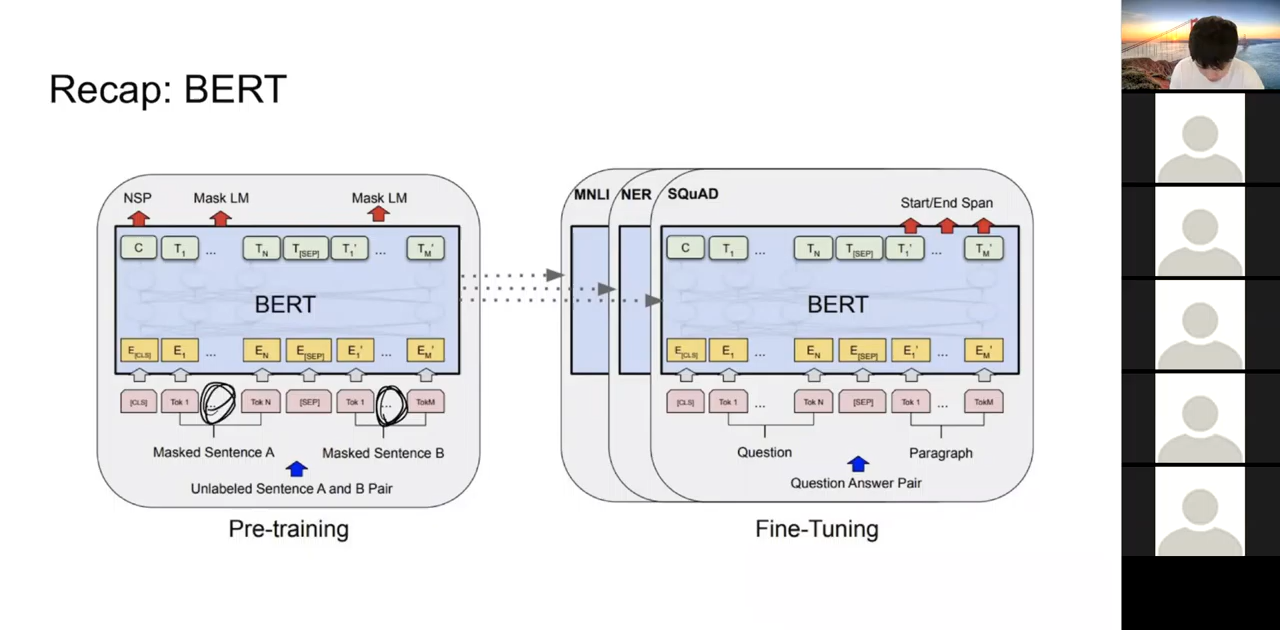 Recap: BERT
NSP Mask LM Mask LM
C T1 ... TN T[SEP] T1' ... TM'
BERT
E[CLS] E1 ... EN E[SEP] E1' ... EM'
[CLS] Tok 1 ... Tok N [SEP] Tok 1 ... TokM
Masked Sentence A Masked Sentence B
Unlabeled Sentence A and B Pair
Pre-training
MNLI NER SQuAD
Start/End Span
C T1 ... TN T[SEP] T1' ... TM'
BERT
E[CLS] E1 ... EN E[SEP] E1' ... EM'
[CLS] Tok 1 ... Tok N [SEP] Tok 1 ... TokM
Question Paragraph
Question Answer Pair
Fine-Tuning